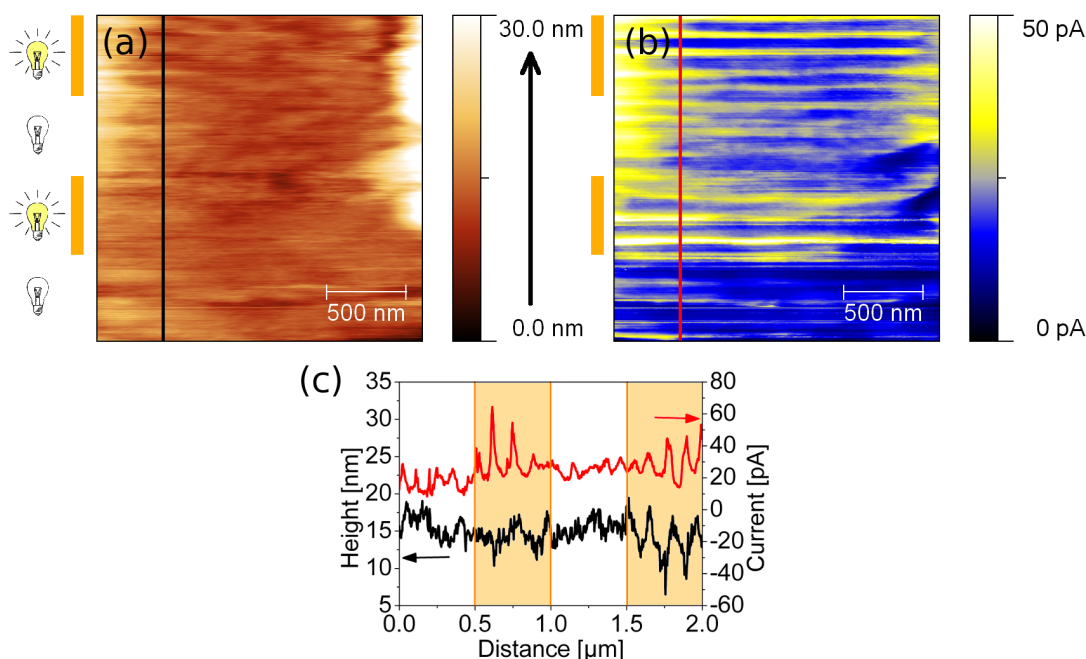 (a)
30.0 nm
500 nm
0.0 nm
(b)
50 pA
500 nm
0 pA
(c)
35
30
25
20
15
10
5
Height [nm]
80
60
40
20
0
-20
-40
-60
Current [pA]
0.0 0.5 1.0 1.5 2.0
Distance [µm]